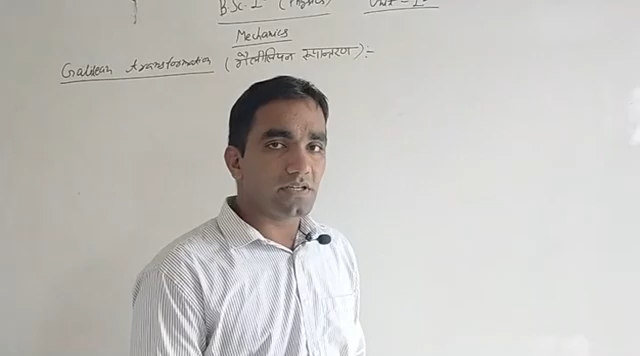 B.Sc. I (Physics) Unit - I
Mechanics
Galilean transformation (गैलीलियन रूपान्तरण) :-